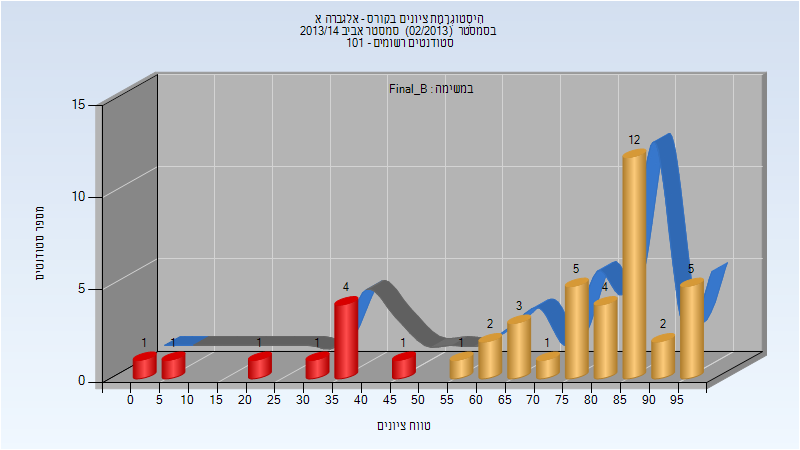 היסטוגרמת ציונים בקורס - אלגברה א
בסמסטר (02/2013) סמסטר אביב 2013/14
סטודנטים רשומים - 101
במשימה : Final_B
מספר סטודנטים
15
10
5
0
1 1 1 1 4 1 1 2 3 1 5 4 12 2 5
0 5 10 15 20 25 30 35 40 45 50 55 60 65 70 75 80 85 90 95
טווח ציונים